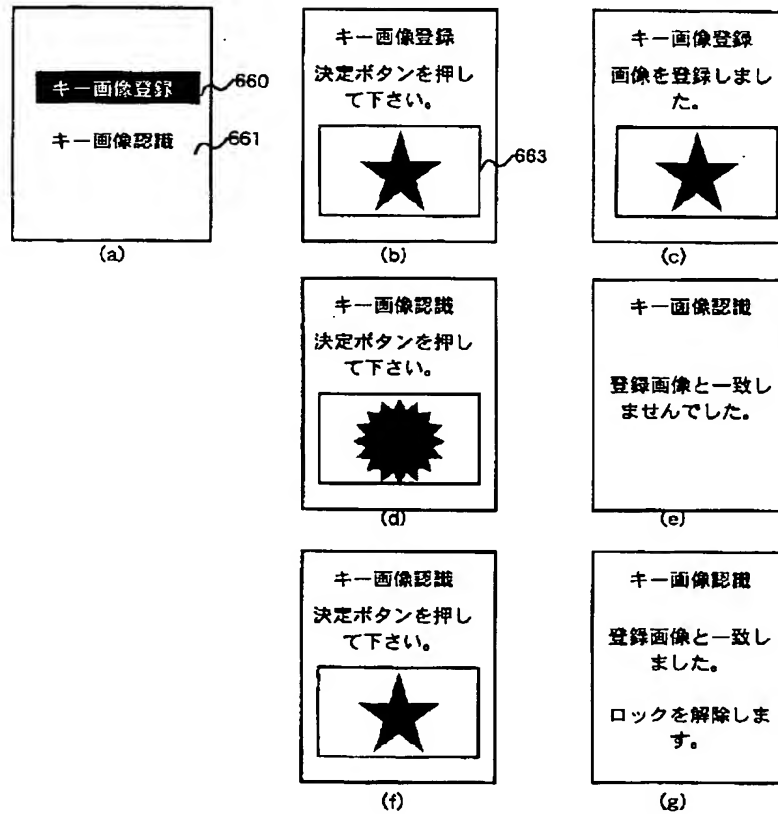 キー画像登録
660
キー画像認識
661
(a)
キー画像登録
決定ボタンを押し
て下さい。
663
(b)
キー画像登録
画像を登録しまし
た。
(c)
キー画像認識
決定ボタンを押し
て下さい。
(d)
キー画像認識
登録画像と一致し
ませんでした。
(e)
キー画像認識
決定ボタンを押し
て下さい。
(f)
キー画像認識
登録画像と一致し
ました。
ロックを解除しま
す。
(g)